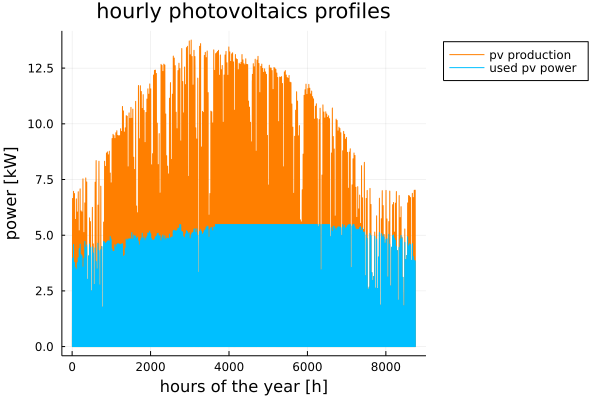 hourly photovoltaics profiles
power [kW]
12.5
10.0
7.5
5.0
2.5
0.0
0 2000 4000 6000 8000
hours of the year [h]
pv production
used pv power